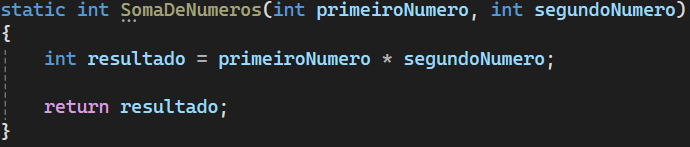 static int SomaDeNumeros(int primeiroNumero, int segundoNumero)
{
    int resultado = primeiroNumero * segundoNumero;
    return resultado;
}